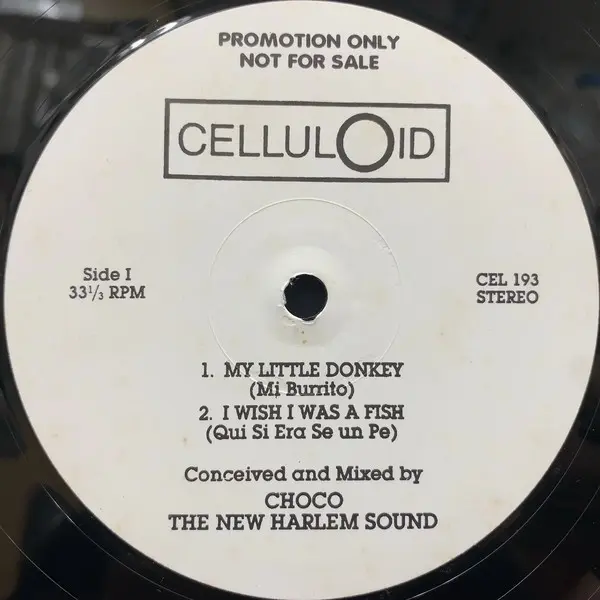 PROMOTION ONLY
NOT FOR SALE
CELLULOID
Side I
33⅓ RPM
CEL 193
STEREO
1. MY LITTLE DONKEY
(Mi Burrito)
2. I WISH I WAS A FISH
(Qui Si Era Se un Pe)
Conceived and Mixed by
CHOCO
THE NEW HARLEM SOUND